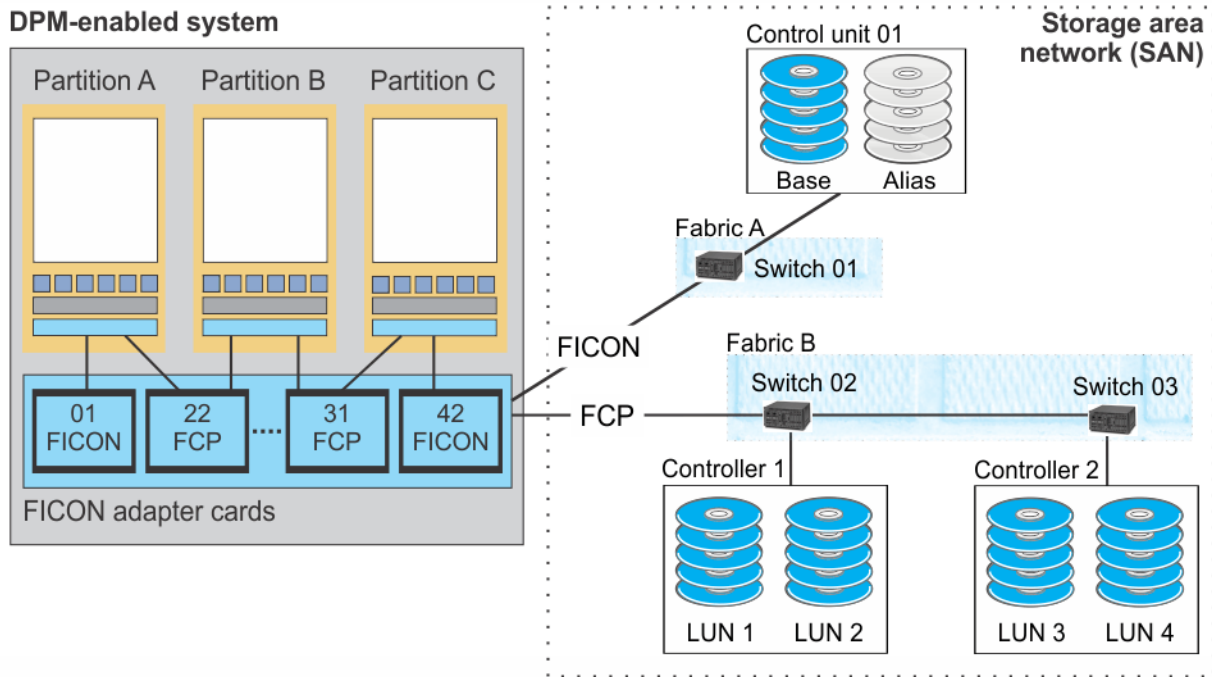 DPM-enabled system
Partition A
Partition B
Partition C
01
FICON
22
FCP
....
31
FCP
42
FICON
FICON adapter cards
Storage area
network (SAN)
Control unit 01
Base
Alias
Fabric A
Switch 01
FICON
Fabric B
Switch 02
Switch 03
FCP
Controller 1
LUN 1
LUN 2
Controller 2
LUN 3
LUN 4